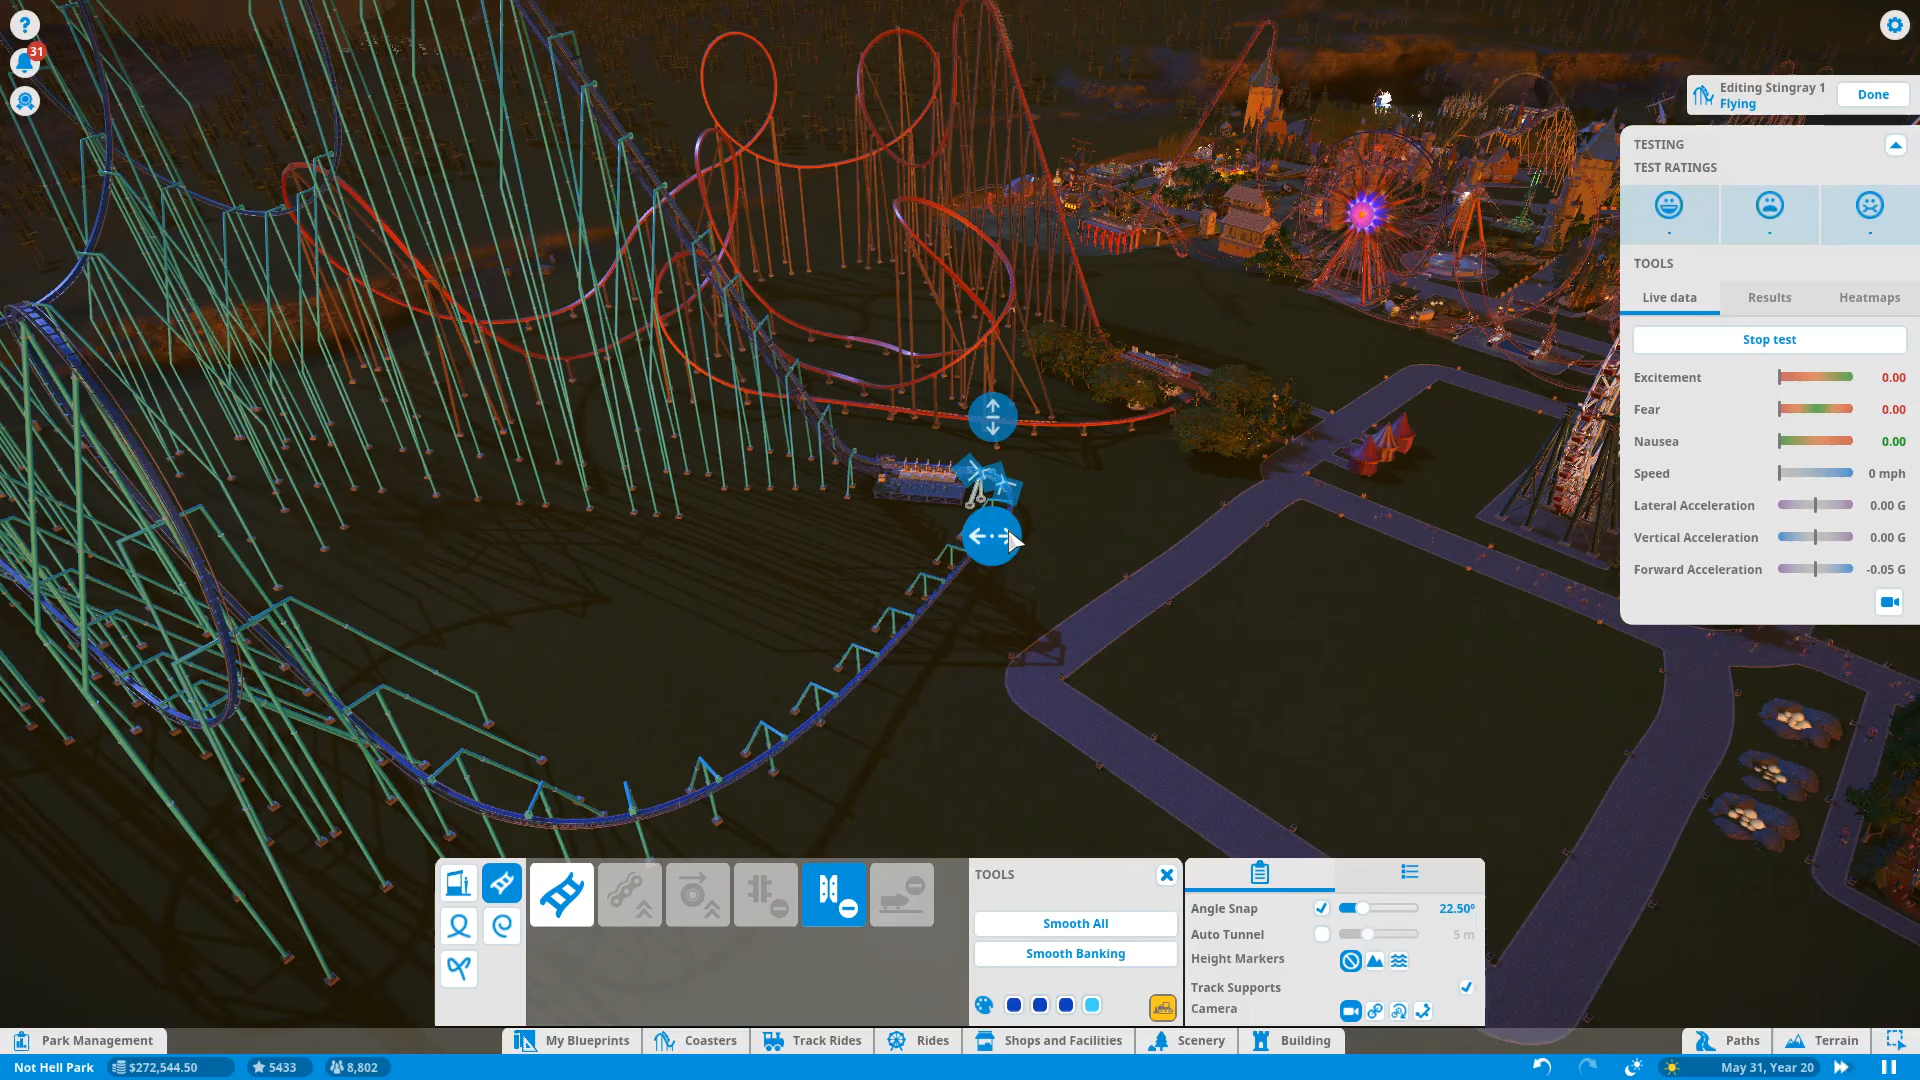 ?
31
Editing Stingray 1
Flying
Done
TESTING
TEST RATINGS
- - -
TOOLS
Live data Results Heatmaps
Stop test
Excitement 0.00
Fear 0.00
Nausea 0.00
Speed 0 mph
Lateral Acceleration 0.00 G
Vertical Acceleration 0.00 G
Forward Acceleration -0.05 G
TOOLS
Smooth All
Smooth Banking
Angle Snap 22.50°
Auto Tunnel 5 m
Height Markers
Track Supports
Camera
Park Management My Blueprints Coasters Track Rides Rides Shops and Facilities Scenery Building Paths Terrain
Not Hell Park $272,544.50 5433 8,802 May 31, Year 20